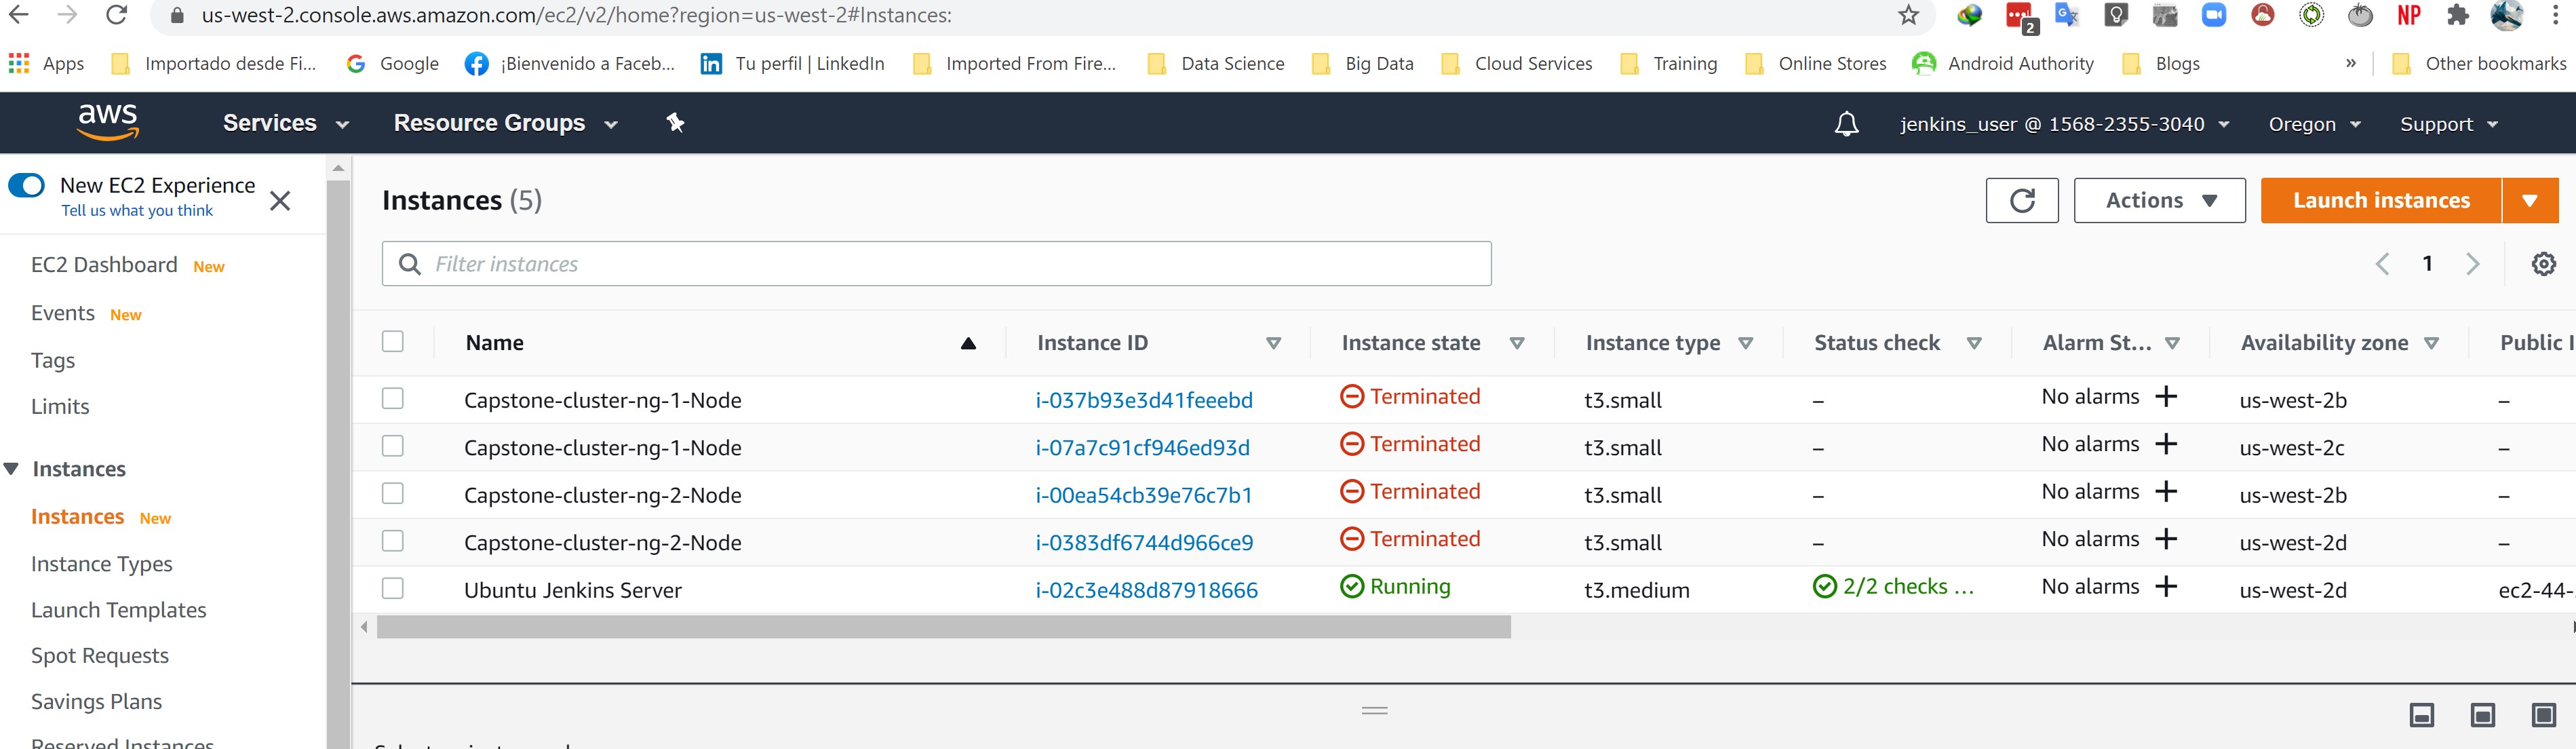 us-west-2.console.aws.amazon.com/ec2/v2/home?region=us-west-2#Instances:
2
NP
Apps Importado desde Fi... Google ¡Bienvenido a Faceb... Tu perfil | LinkedIn Imported From Fire... Data Science Big Data Cloud Services Training Online Stores Android Authority Blogs » Other bookmarks
aws Services Resource Groups jenkins_user @ 1568-2355-3040 Oregon Support
New EC2 Experience
Tell us what you think
EC2 Dashboard New
Events New
Tags
Limits
Instances
Instances New
Instance Types
Launch Templates
Spot Requests
Savings Plans
Reserved Instances
Instances (5) Actions Launch instances
Filter instances 1
Name Instance ID Instance state Instance type Status check Alarm St... Availability zone Public I
Capstone-cluster-ng-1-Node i-037b93e3d41feeebd Terminated t3.small – No alarms + us-west-2b –
Capstone-cluster-ng-1-Node i-07a7c91cf946ed93d Terminated t3.small – No alarms + us-west-2c –
Capstone-cluster-ng-2-Node i-00ea54cb39e76c7b1 Terminated t3.small – No alarms + us-west-2b –
Capstone-cluster-ng-2-Node i-0383df6744d966ce9 Terminated t3.small – No alarms + us-west-2d –
Ubuntu Jenkins Server i-02c3e488d87918666 Running t3.medium 2/2 checks ... No alarms + us-west-2d ec2-44-